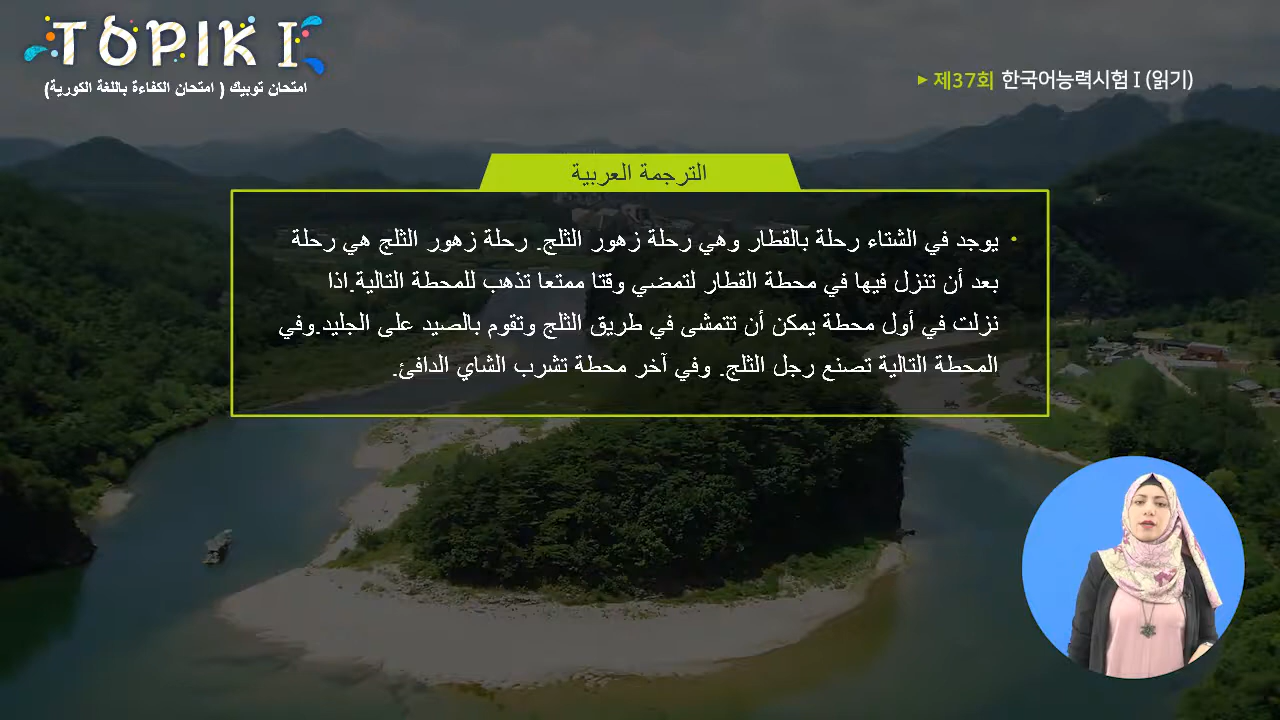 TOPIK I
امتحان توبيك ( امتحان الكفاءة باللغة الكورية)
▶ 제37회 한국어능력시험 I (읽기)
الترجمة العربية
• يوجد في الشتاء رحلة بالقطار وهي رحلة زهور الثلج. رحلة زهور الثلج هي رحلة
بعد أن تنزل فيها في محطة القطار لتمضي وقتا ممتعا تذهب للمحطة التالية.اذا
نزلت في أول محطة يمكن أن تتمشى في طريق الثلج وتقوم بالصيد على الجليد.وفي
المحطة التالية تصنع رجل الثلج. وفي آخر محطة تشرب الشاي الدافئ.